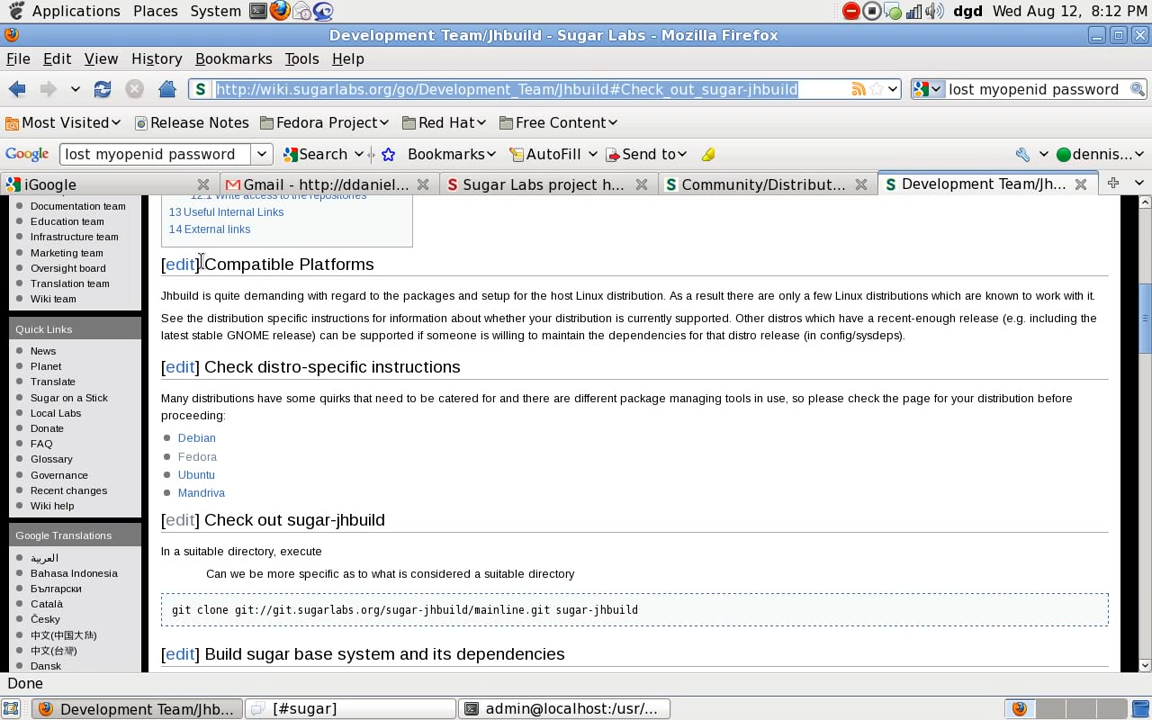 Applications Places System dgd Wed Aug 12, 8:12 PM
Development Team/Jhbuild - Sugar Labs - Mozilla Firefox
File Edit View History Bookmarks Tools Help
http://wiki.sugarlabs.org/go/Development_Team/Jhbuild#Check_out_sugar-jhbuild lost myopenid password
Most Visited Release Notes Fedora Project Red Hat Free Content
Google lost myopenid password Search Bookmarks AutoFill Send to dennis...
iGoogle Gmail - http://ddaniel... Sugar Labs project h... Community/Distribut... Development Team/Jh...
Documentation team
Education team
Infrastructure team
Marketing team
Oversight board
Translation team
Wiki team
Quick Links
News
Planet
Translate
Sugar on a Stick
Local Labs
Donate
FAQ
Glossary
Governance
Recent changes
Wiki help
Google Translations
العربية
Bahasa Indonesia
Български
Català
Česky
中文(中国大陆)
中文(台灣)
Dansk
12.1 Write access to the repositories
13 Useful Internal Links
14 External links
[edit] Compatible Platforms
Jhbuild is quite demanding with regard to the packages and setup for the host Linux distribution. As a result there are only a few Linux distributions which are known to work with it.
See the distribution specific instructions for information about whether your distribution is currently supported. Other distros which have a recent-enough release (e.g. including the
latest stable GNOME release) can be supported if someone is willing to maintain the dependencies for that distro release (in config/sysdeps).
[edit] Check distro-specific instructions
Many distributions have some quirks that need to be catered for and there are different package managing tools in use, so please check the page for your distribution before
proceeding:
Debian
Fedora
Ubuntu
Mandriva
[edit] Check out sugar-jhbuild
In a suitable directory, execute
Can we be more specific as to what is considered a suitable directory
git clone git://git.sugarlabs.org/sugar-jhbuild/mainline.git sugar-jhbuild
[edit] Build sugar base system and its dependencies
Done
Development Team/Jhb... [#sugar] admin@localhost:/usr/...